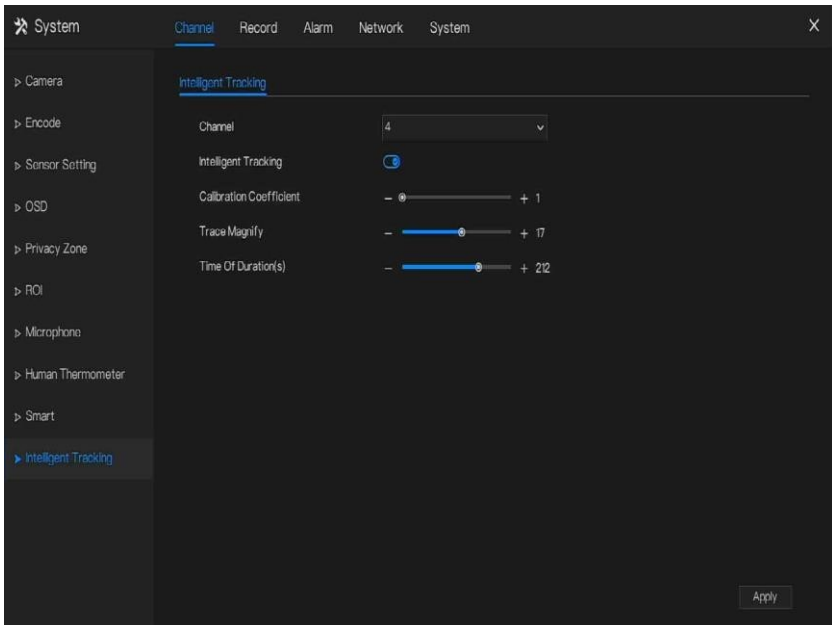 System Channel Record Alarm Network System X
Camera
Encode
Sensor Setting
OSD
Privacy Zone
ROI
Microphone
Human Thermometer
Smart
Intelligent Tracking
Intelligent Tracking
Channel 4
Intelligent Tracking
Calibration Coefficient − + 1
Trace Magnify − + 17
Time Of Duration(s) − + 212
Apply